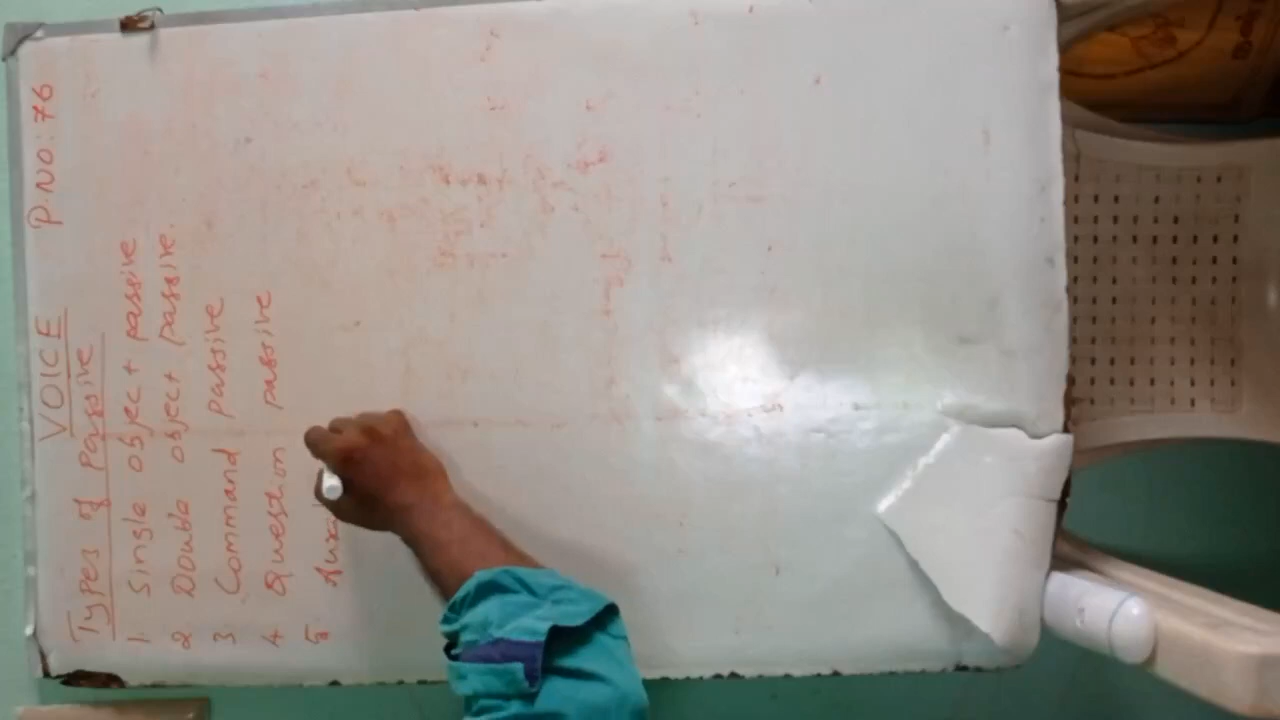 VOICE P.NO:76
Types of Passive
1 Single object passive
2. Double object passive.
3 Command passive
4 Question passive
5